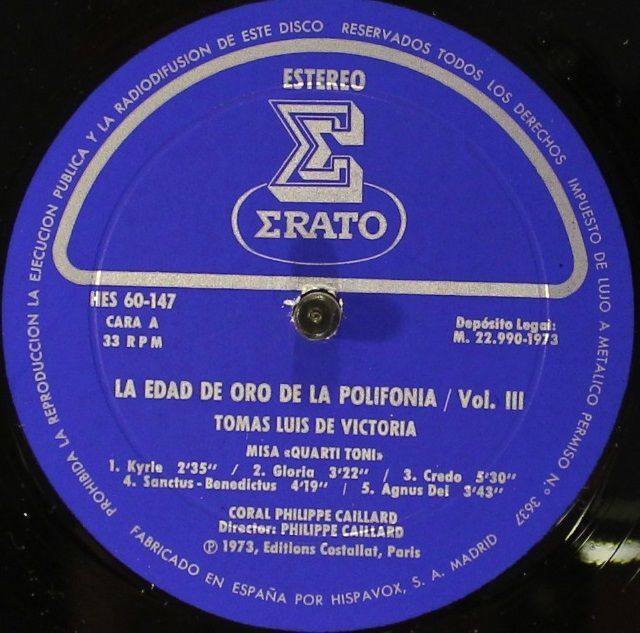 PROHIBIDA LA REPRODUCCION LA EJECUCION PUBLICA Y LA RADIODIFUSION DE ESTE DISCO RESERVADOS TODOS LOS DERECHOS IMPUESTO DE LUJO A METALICO PERMISO N.º 3637
ESTEREO
ERATO
HES 60-147
CARA A
33 RPM
Depósito Legal:
M. 22.990-1973
LA EDAD DE ORO DE LA POLIFONIA / Vol. III
TOMAS LUIS DE VICTORIA
MISA «QUARTI TONI»
1. Kyrie 2'35" / 2. Gloria 3'22" / 3. Credo 5'30"
4. Sanctus-Benedictus 4'19" / 5. Agnus Dei 3'43"
CORAL PHILIPPE CAILLARD
Director: PHILIPPE CAILLARD
Ⓟ 1973, Editions Costallat, Paris
FABRICADO EN ESPAÑA POR HISPAVOX, S. A. MADRID